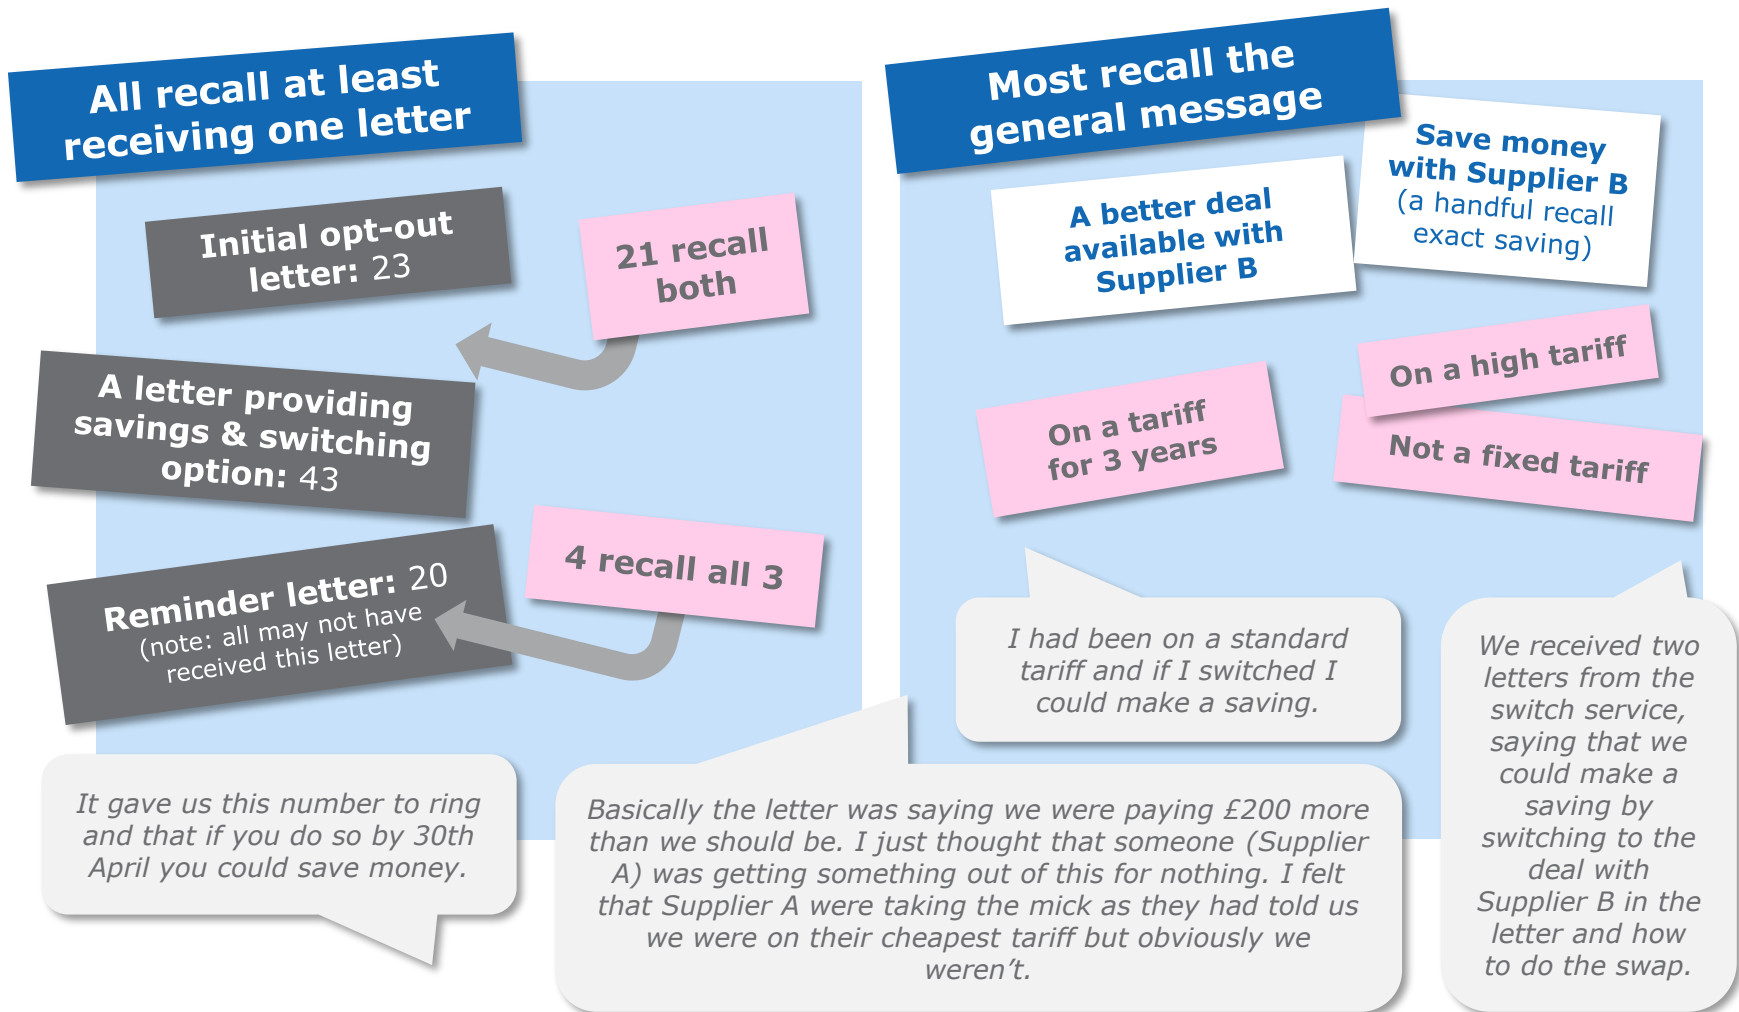 All recall at least
receiving one letter
Initial opt-out
letter: 23
21 recall
both
A letter providing
savings & switching
option: 43
4 recall all 3
Reminder letter: 20
(note: all may not have
received this letter)
It gave us this number to ring
and that if you do so by 30th
April you could save money.
Most recall the
general message
A better deal
available with
Supplier B
Save money
with Supplier B
(a handful recall
exact saving)
On a tariff
for 3 years
On a high tariff
Not a fixed tariff
I had been on a standard
tariff and if I switched I
could make a saving.
Basically the letter was saying we were paying £200 more
than we should be. I just thought that someone (Supplier
A) was getting something out of this for nothing. I felt
that Supplier A were taking the mick as they had told us
we were on their cheapest tariff but obviously we
weren’t.
We received two
letters from the
switch service,
saying that we
could make a
saving by
switching to the
deal with
Supplier B in the
letter and how
to do the swap.